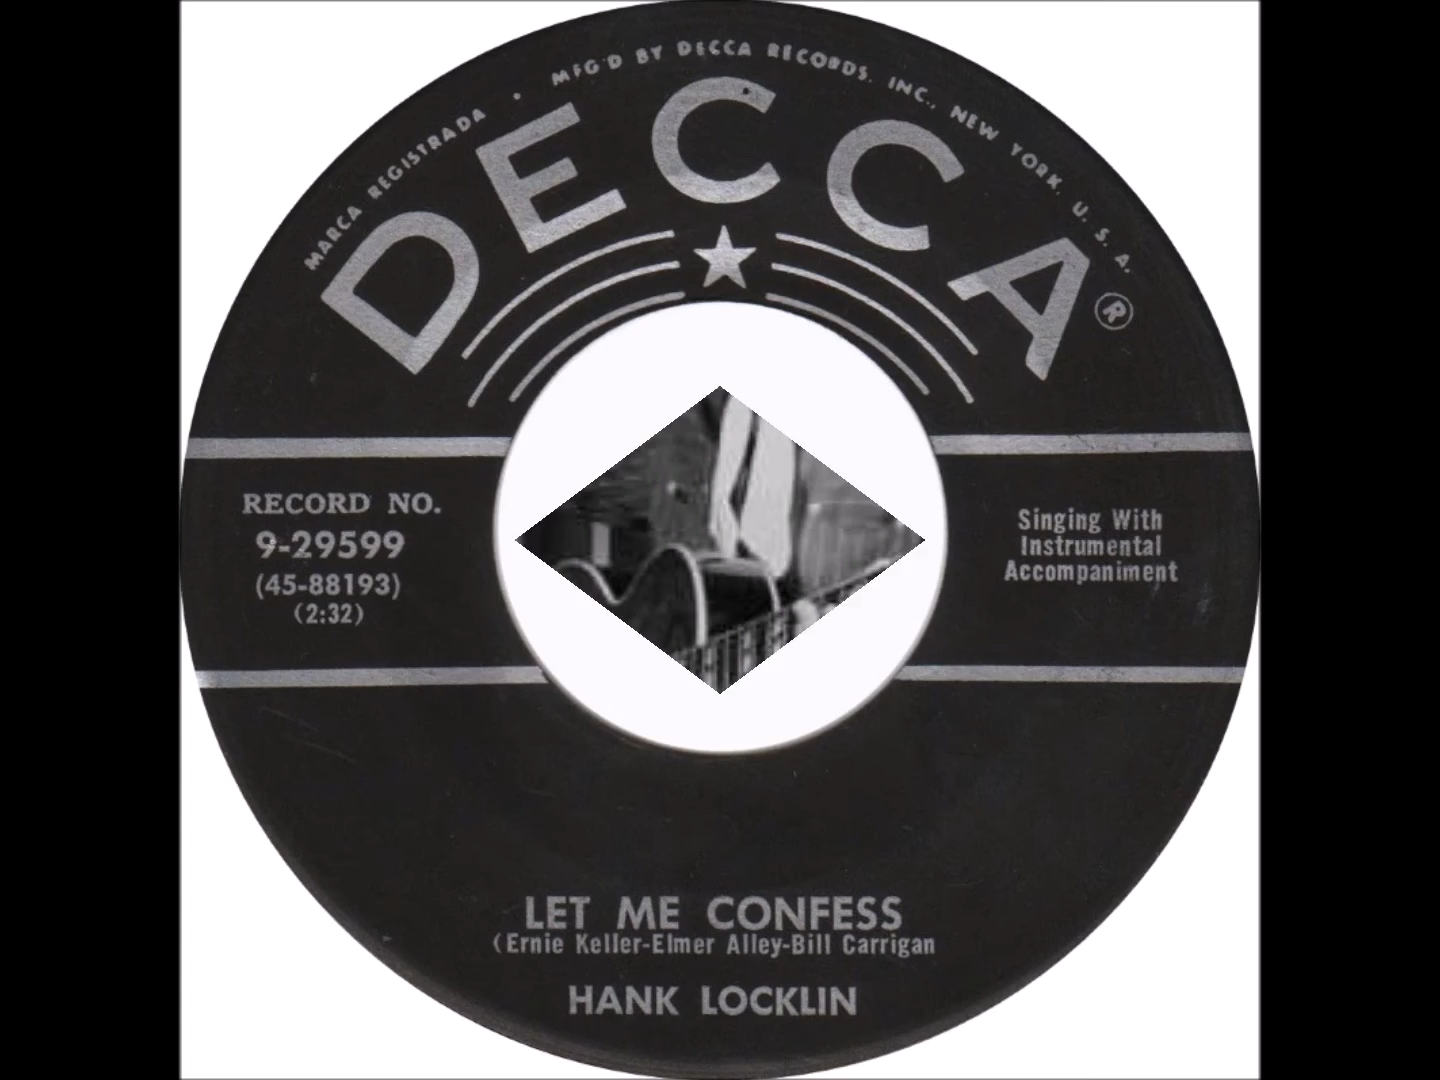 MARCA REGISTRADA • MFG'D BY DECCA RECORDS, INC., NEW YORK, U. S. A.
DECCA
®
RECORD NO.
9-29599
(45-88193)
(2:32)
Singing With
Instrumental
Accompaniment
LET ME CONFESS
(Ernie Keller-Elmer Alley-Bill Carrigan
HANK LOCKLIN